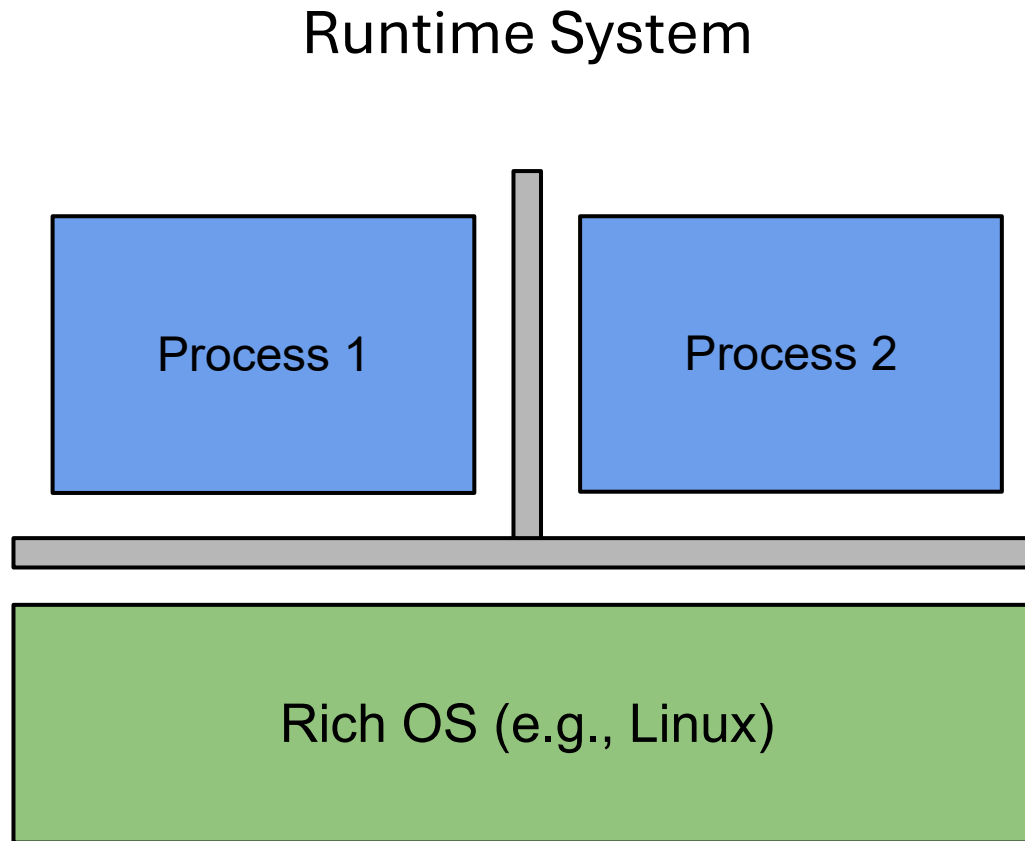 Runtime System
Process 1
Process 2
Rich OS (e.g., Linux)